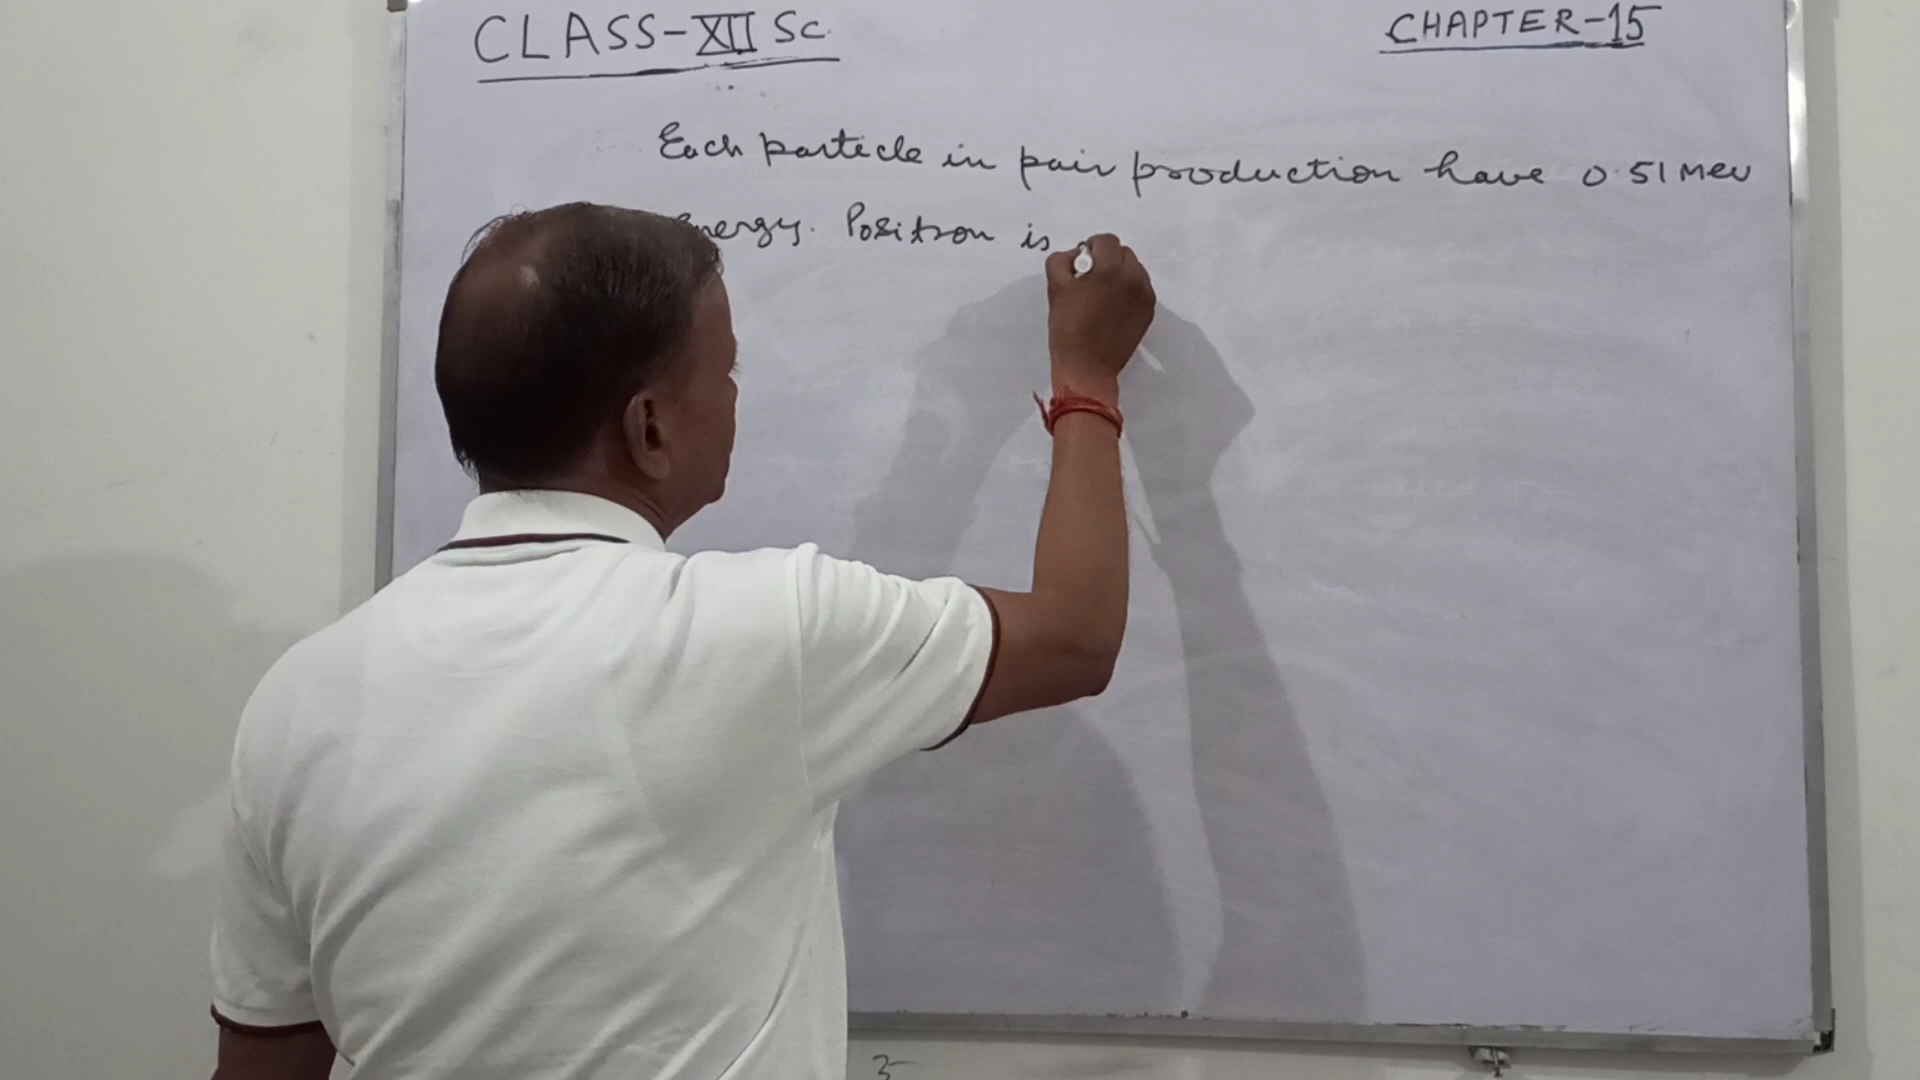 CLASS-XII Sc.
CHAPTER-15
Each particle in pair production have 0.51 Mev
energy. Positron is